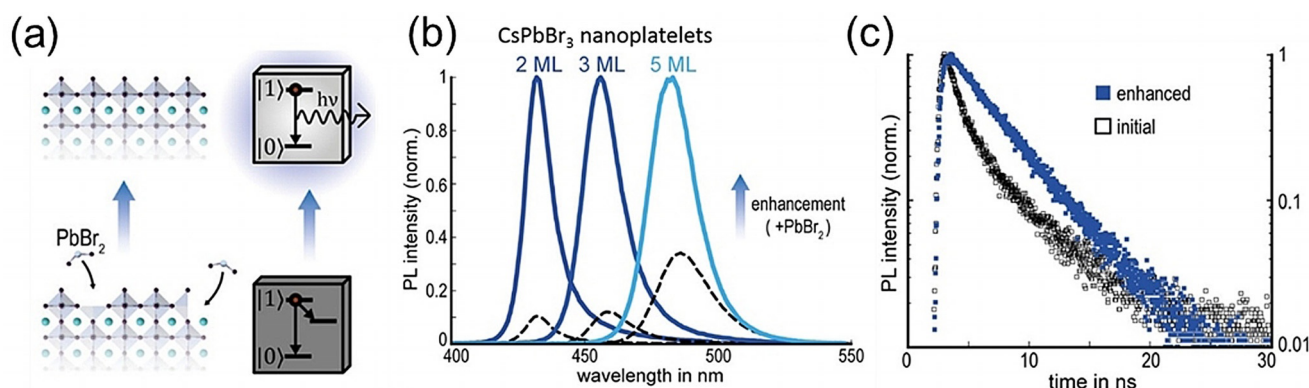 (a)
|1⟩
hν
|0⟩
PbBr2
|1⟩
|0⟩
(b)
CsPbBr3 nanoplatelets
2 ML 3 ML 5 ML
PL intensity (norm.)
1
0.8
0.6
0.4
0.2
0
enhancement
( +PbBr2)
400 450 500 550
wavelength in nm
(c)
PL intensity (norm.)
enhanced
initial
1
0.1
0.01
0 10 20 30
time in ns